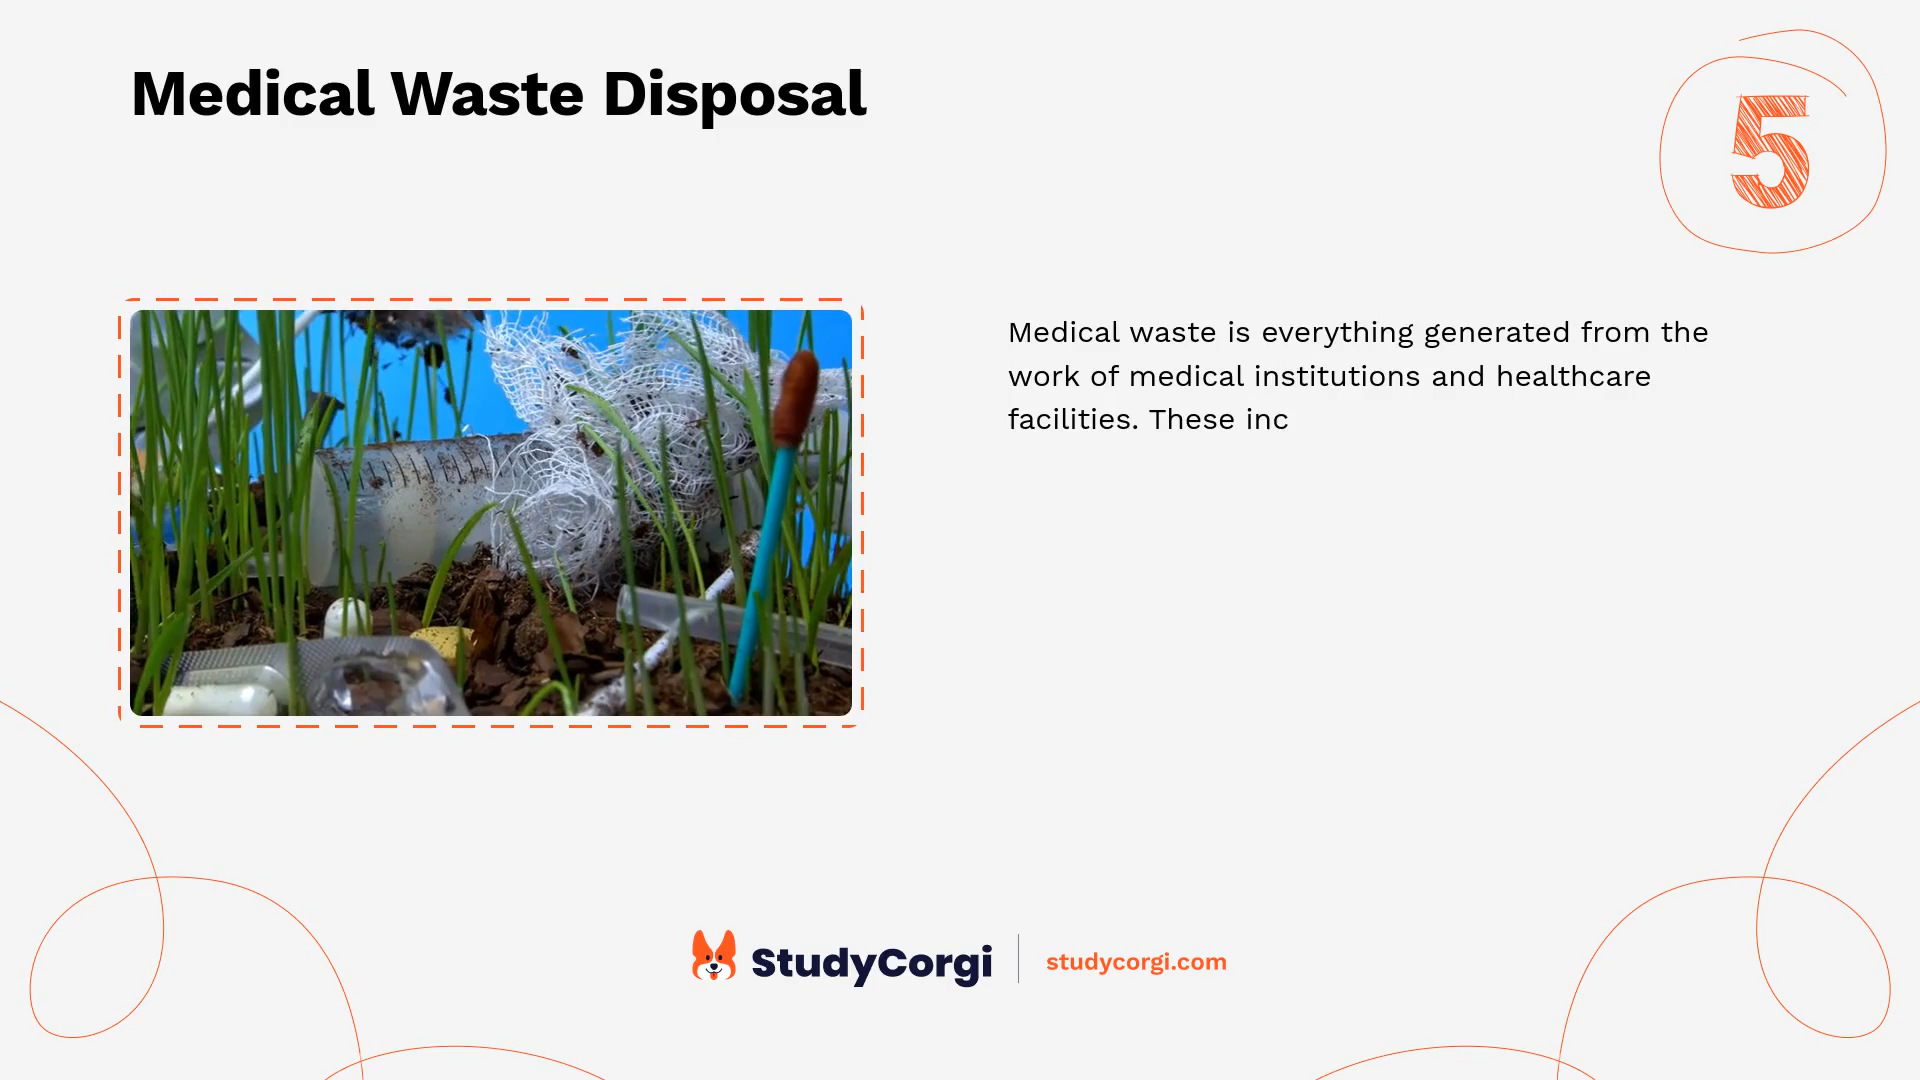 Medical Waste Disposal
5
Medical waste is everything generated from the
work of medical institutions and healthcare
facilities. These inc
StudyCorgi
studycorgi.com